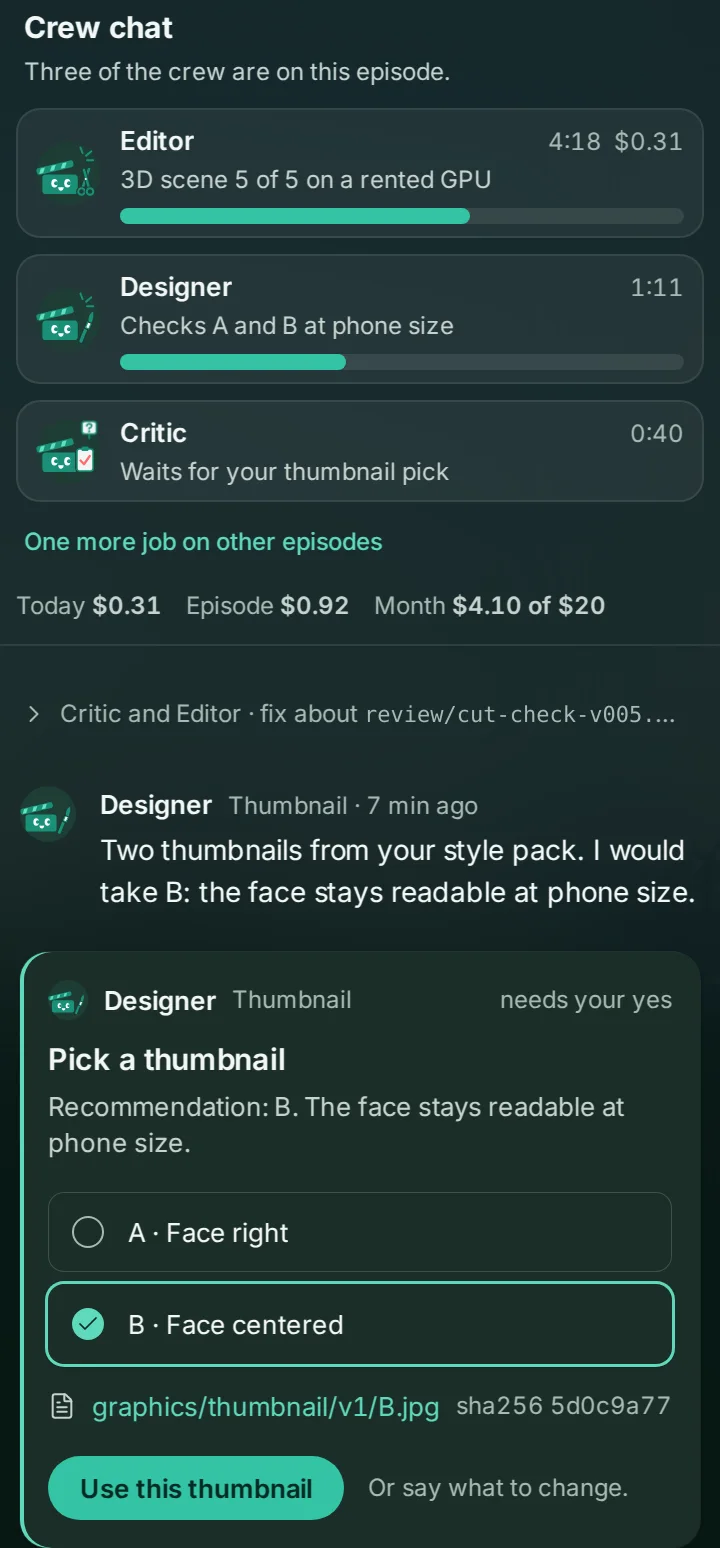 Crew chat
Three of the crew are on this episode.
Editor 4:18 $0.31
3D scene 5 of 5 on a rented GPU
Designer 1:11
Checks A and B at phone size
?
Critic 0:40
Waits for your thumbnail pick
One more job on other episodes
Today $0.31 Episode $0.92 Month $4.10 of $20
Critic and Editor · fix about review/cut-check-v005.…
Designer Thumbnail · 7 min ago
Two thumbnails from your style pack. I would
take B: the face stays readable at phone size.
Designer Thumbnail needs your yes
Pick a thumbnail
Recommendation: B. The face stays readable at
phone size.
A · Face right
B · Face centered
graphics/thumbnail/v1/B.jpg sha256 5d0c9a77
Use this thumbnail Or say what to change.